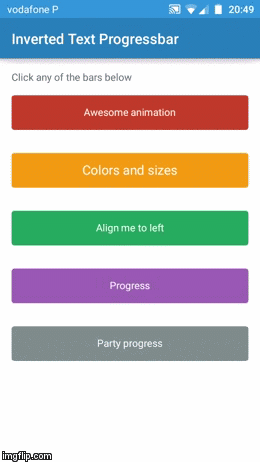 vodafone P 20:49
Inverted Text Progressbar
Click any of the bars below
Awesome animation
Colors and sizes
Align me to left
Progress
Party progress
imgflip.com